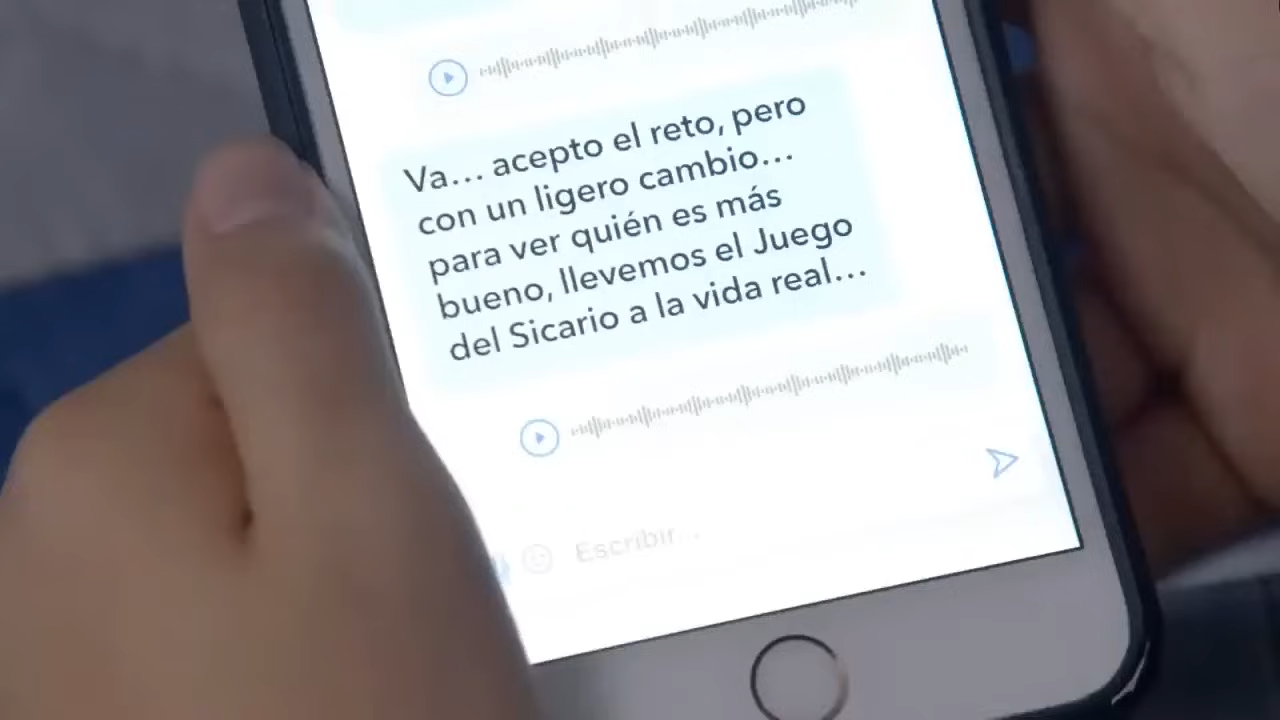 Va... acepto el reto, pero
con un ligero cambio...
para ver quién es más
bueno, llevemos el Juego
del Sicario a la vida real...
Escribir...